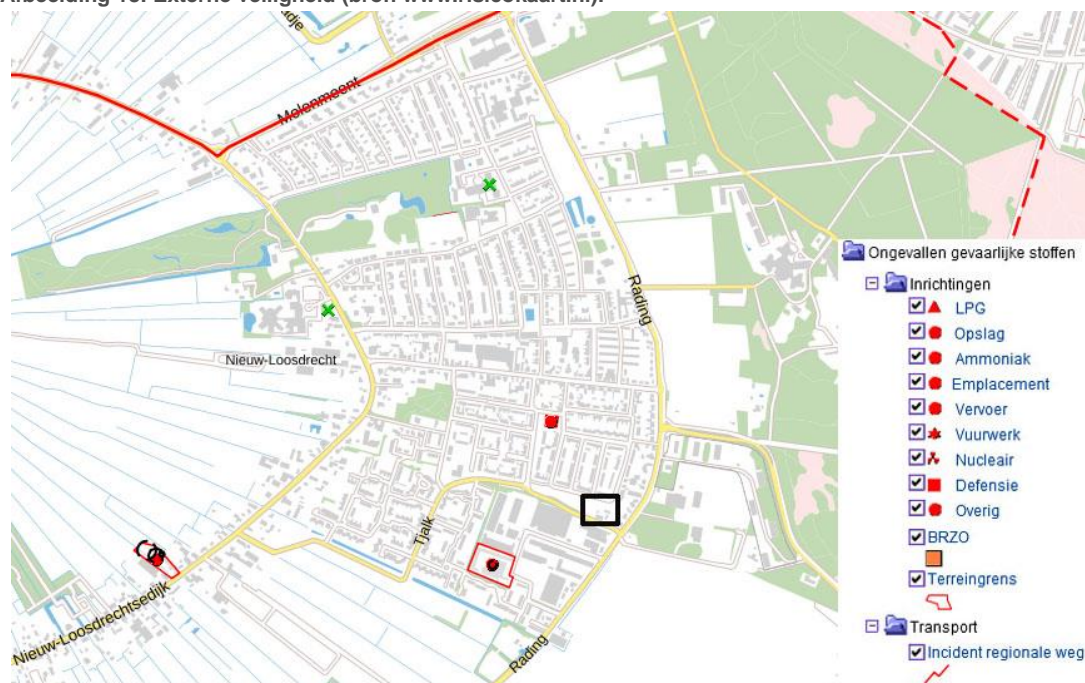 Molenmeent
Rading
Nieuw-Loosdrecht
Tjalk
Nieuw-Loosdrechtsedijk
Rading
Ongevallen gevaarlijke stoffen
Inrichtingen
LPG
Opslag
Ammoniak
Emplacement
Vervoer
Vuurwerk
Nucleair
Defensie
Overig
BRZO
Terreingrens
Transport
Incident regionale weg